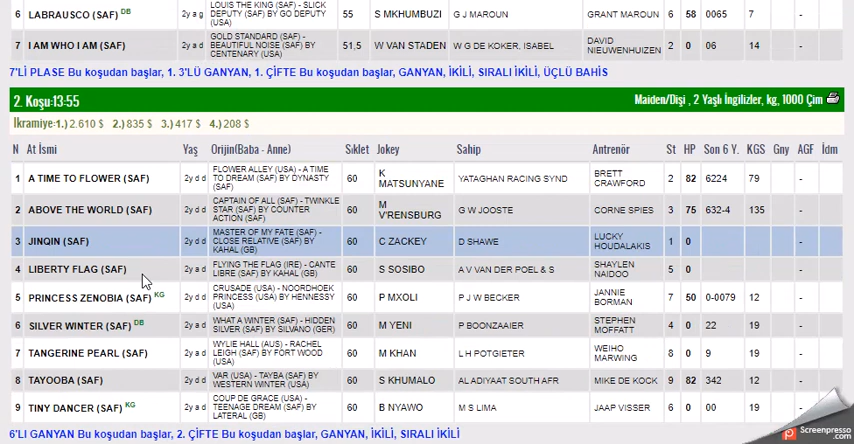 6 LABRAUSCO (SAF) DB 2y a g LOUIS THE KING (SAF) - SLICK DEPUTY (SAF) BY GO DEPUTY (USA) 55 S MKHUMBUZI G J MAROUN GRANT MAROUN 6 58 0065 7 -
7 I AM WHO I AM (SAF) 2y a d GOLD STANDARD (SAF) - BEAUTIFUL NOISE (SAF) BY CENTENARY (USA) 51,5 W VAN STADEN W G DE KOKER, ISABEL DAVID NIEUWENHUIZEN 2 0 06 14 -
7'Lİ PLASE Bu koşudan başlar, 1. 3'LÜ GANYAN, 1. ÇİFTE Bu koşudan başlar, GANYAN, İKİLİ, SIRALI İKİLİ, ÜÇLÜ BAHİS
2. Koşu:13:55 Maiden/Dişi , 2 Yaşlı İngilizler, kg, 1000 Çim
İkramiye:1.) 2.610 $ 2.) 835 $ 3.) 417 $ 4.) 208 $
N At İsmi Yaş Orijin(Baba - Anne) Sıklet Jokey Sahip Antrenör St HP Son 6 Y. KGS Gny AGF İdm
1 A TIME TO FLOWER (SAF) 2y d d FLOWER ALLEY (USA) - A TIME TO DREAM (SAF) BY DYNASTY (SAF) 60 K MATSUNYANE YATAGHAN RACING SYND BRETT CRAWFORD 2 82 6224 79 -
2 ABOVE THE WORLD (SAF) 2y d d CAPTAIN OF ALL (SAF) - TWINKLE STAR (SAF) BY COUNTER ACTION (SAF) 60 M V'RENSBURG G W JOOSTE CORNE SPIES 3 75 632-4 135 -
3 JINQIN (SAF) 2y d d MASTER OF MY FATE (SAF) - CLOSE RELATIVE (SAF) BY KAHAL (GB) 60 C ZACKEY D SHAWE LUCKY HOUDALAKIS 1 0 -
4 LIBERTY FLAG (SAF) 2y a d FLYING THE FLAG (IRE) - CANTE LIBRE (SAF) BY KAHAL (GB) 60 S SOSIBO A V VAN DER POEL & S SHAYLEN NAIDOO 5 0 -
5 PRINCESS ZENOBIA (SAF) KG 2y a d CRUSADE (USA) - NOORDHOEK PRINCESS (USA) BY HENNESSY (USA) 60 P MXOLI P J W BECKER JANNIE BORMAN 7 50 0-0079 12 -
6 SILVER WINTER (SAF) DB 2y a d WHAT A WINTER (SAF) - HIDDEN SILVER (SAF) BY SILVANO (GER) 60 M YENI P BOONZAAIER STEPHEN MOFFATT 4 0 22 19 -
7 TANGERINE PEARL (SAF) 2y a d WYLIE HALL (AUS) - RACHEL LEIGH (SAF) BY FORT WOOD (USA) 60 M KHAN L H POTGIETER WEIHO MARWING 8 0 9 19 -
8 TAYOOBA (SAF) 2y d d VAR (USA) - TAYBA (SAF) BY WESTERN WINTER (USA) 60 S KHUMALO AL ADIYAAT SOUTH AFR MIKE DE KOCK 9 82 342 12 -
9 TINY DANCER (SAF) KG 2y a d COUP DE GRACE (USA) - TEENAGE DREAM (SAF) BY LATERAL (GB) 60 B NYAWO M S LIMA JAAP VISSER 6 0 00 19 -
6'LI GANYAN Bu koşudan başlar, 2. ÇİFTE Bu koşudan başlar, GANYAN, İKİLİ, SIRALI İKİLİ
Screenpresso
.com